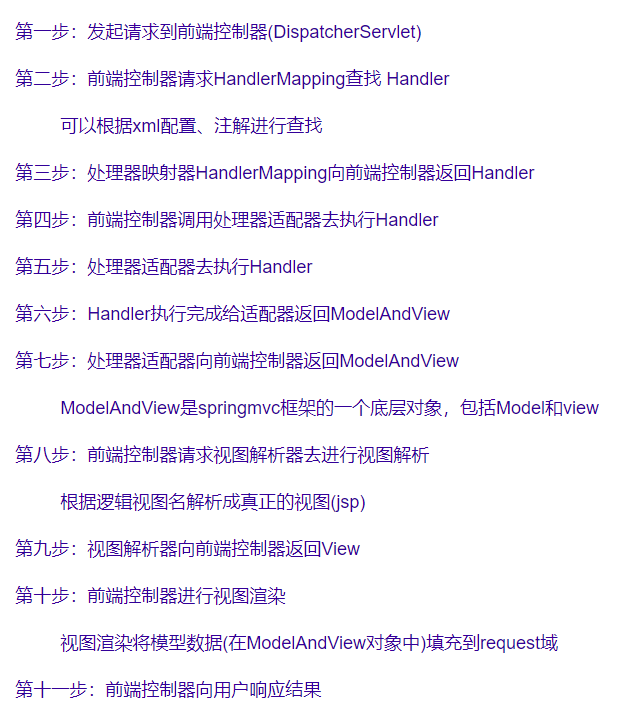 第一步：发起请求到前端控制器(DispatcherServlet)
第二步：前端控制器请求HandlerMapping查找 Handler
可以根据xml配置、注解进行查找
第三步：处理器映射器HandlerMapping向前端控制器返回Handler
第四步：前端控制器调用处理器适配器去执行Handler
第五步：处理器适配器去执行Handler
第六步：Handler执行完成给适配器返回ModelAndView
第七步：处理器适配器向前端控制器返回ModelAndView
ModelAndView是springmvc框架的一个底层对象，包括Model和view
第八步：前端控制器请求视图解析器去进行视图解析
根据逻辑视图名解析成真正的视图(jsp)
第九步：视图解析器向前端控制器返回View
第十步：前端控制器进行视图渲染
视图渲染将模型数据(在ModelAndView对象中)填充到request域
第十一步：前端控制器向用户响应结果